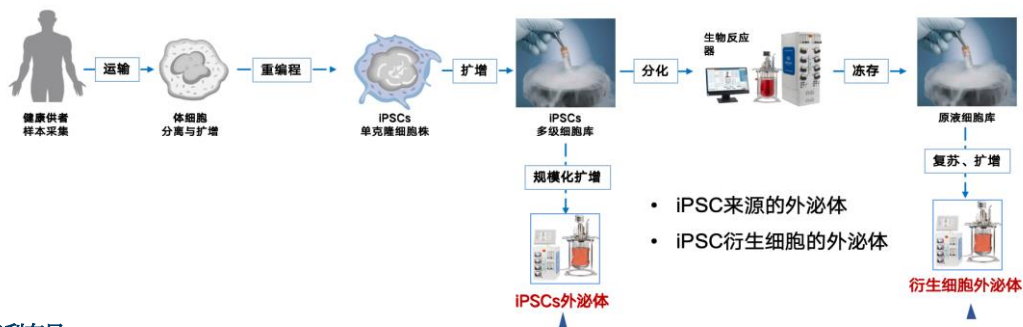 健康供者
样本采集
运输
体细胞
分离与扩增
重编程
iPSCs
单克隆细胞株
扩增
iPSCs
多级细胞库
分化
生物反应
器
冻存
原液细胞库
规模化扩增
复苏、扩增
• iPSC来源的外泌体
• iPSC衍生细胞的外泌体
iPSCs外泌体
衍生细胞外泌体